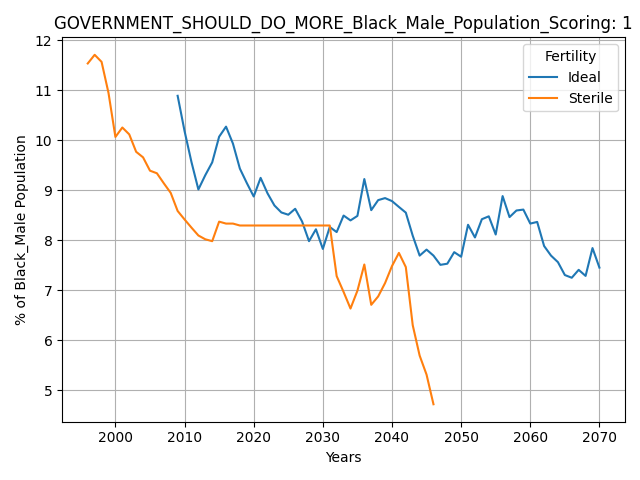 GOVERNMENT_SHOULD_DO_MORE_Black_Male_Population_Scoring: 1
12
11
10
9
8
7
6
5
% of Black_Male Population
Fertility
Ideal
Sterile
2000 2010 2020 2030 2040 2050 2060 2070
Years